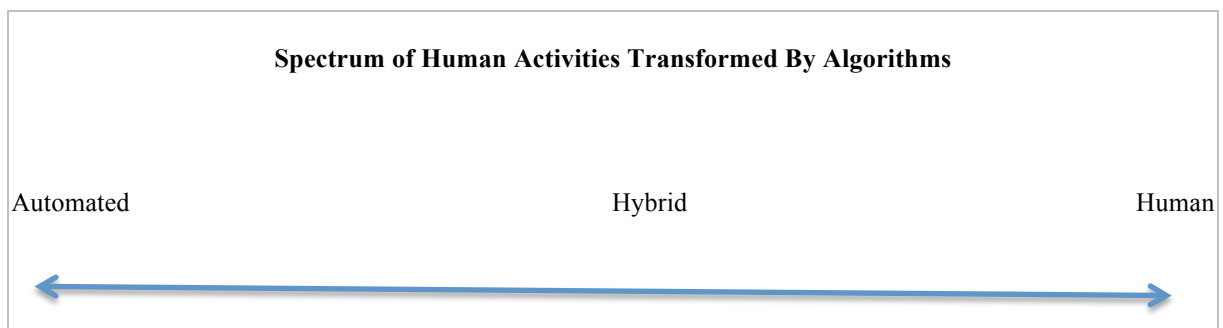 Spectrum of Human Activities Transformed By Algorithms
Automated Hybrid Human